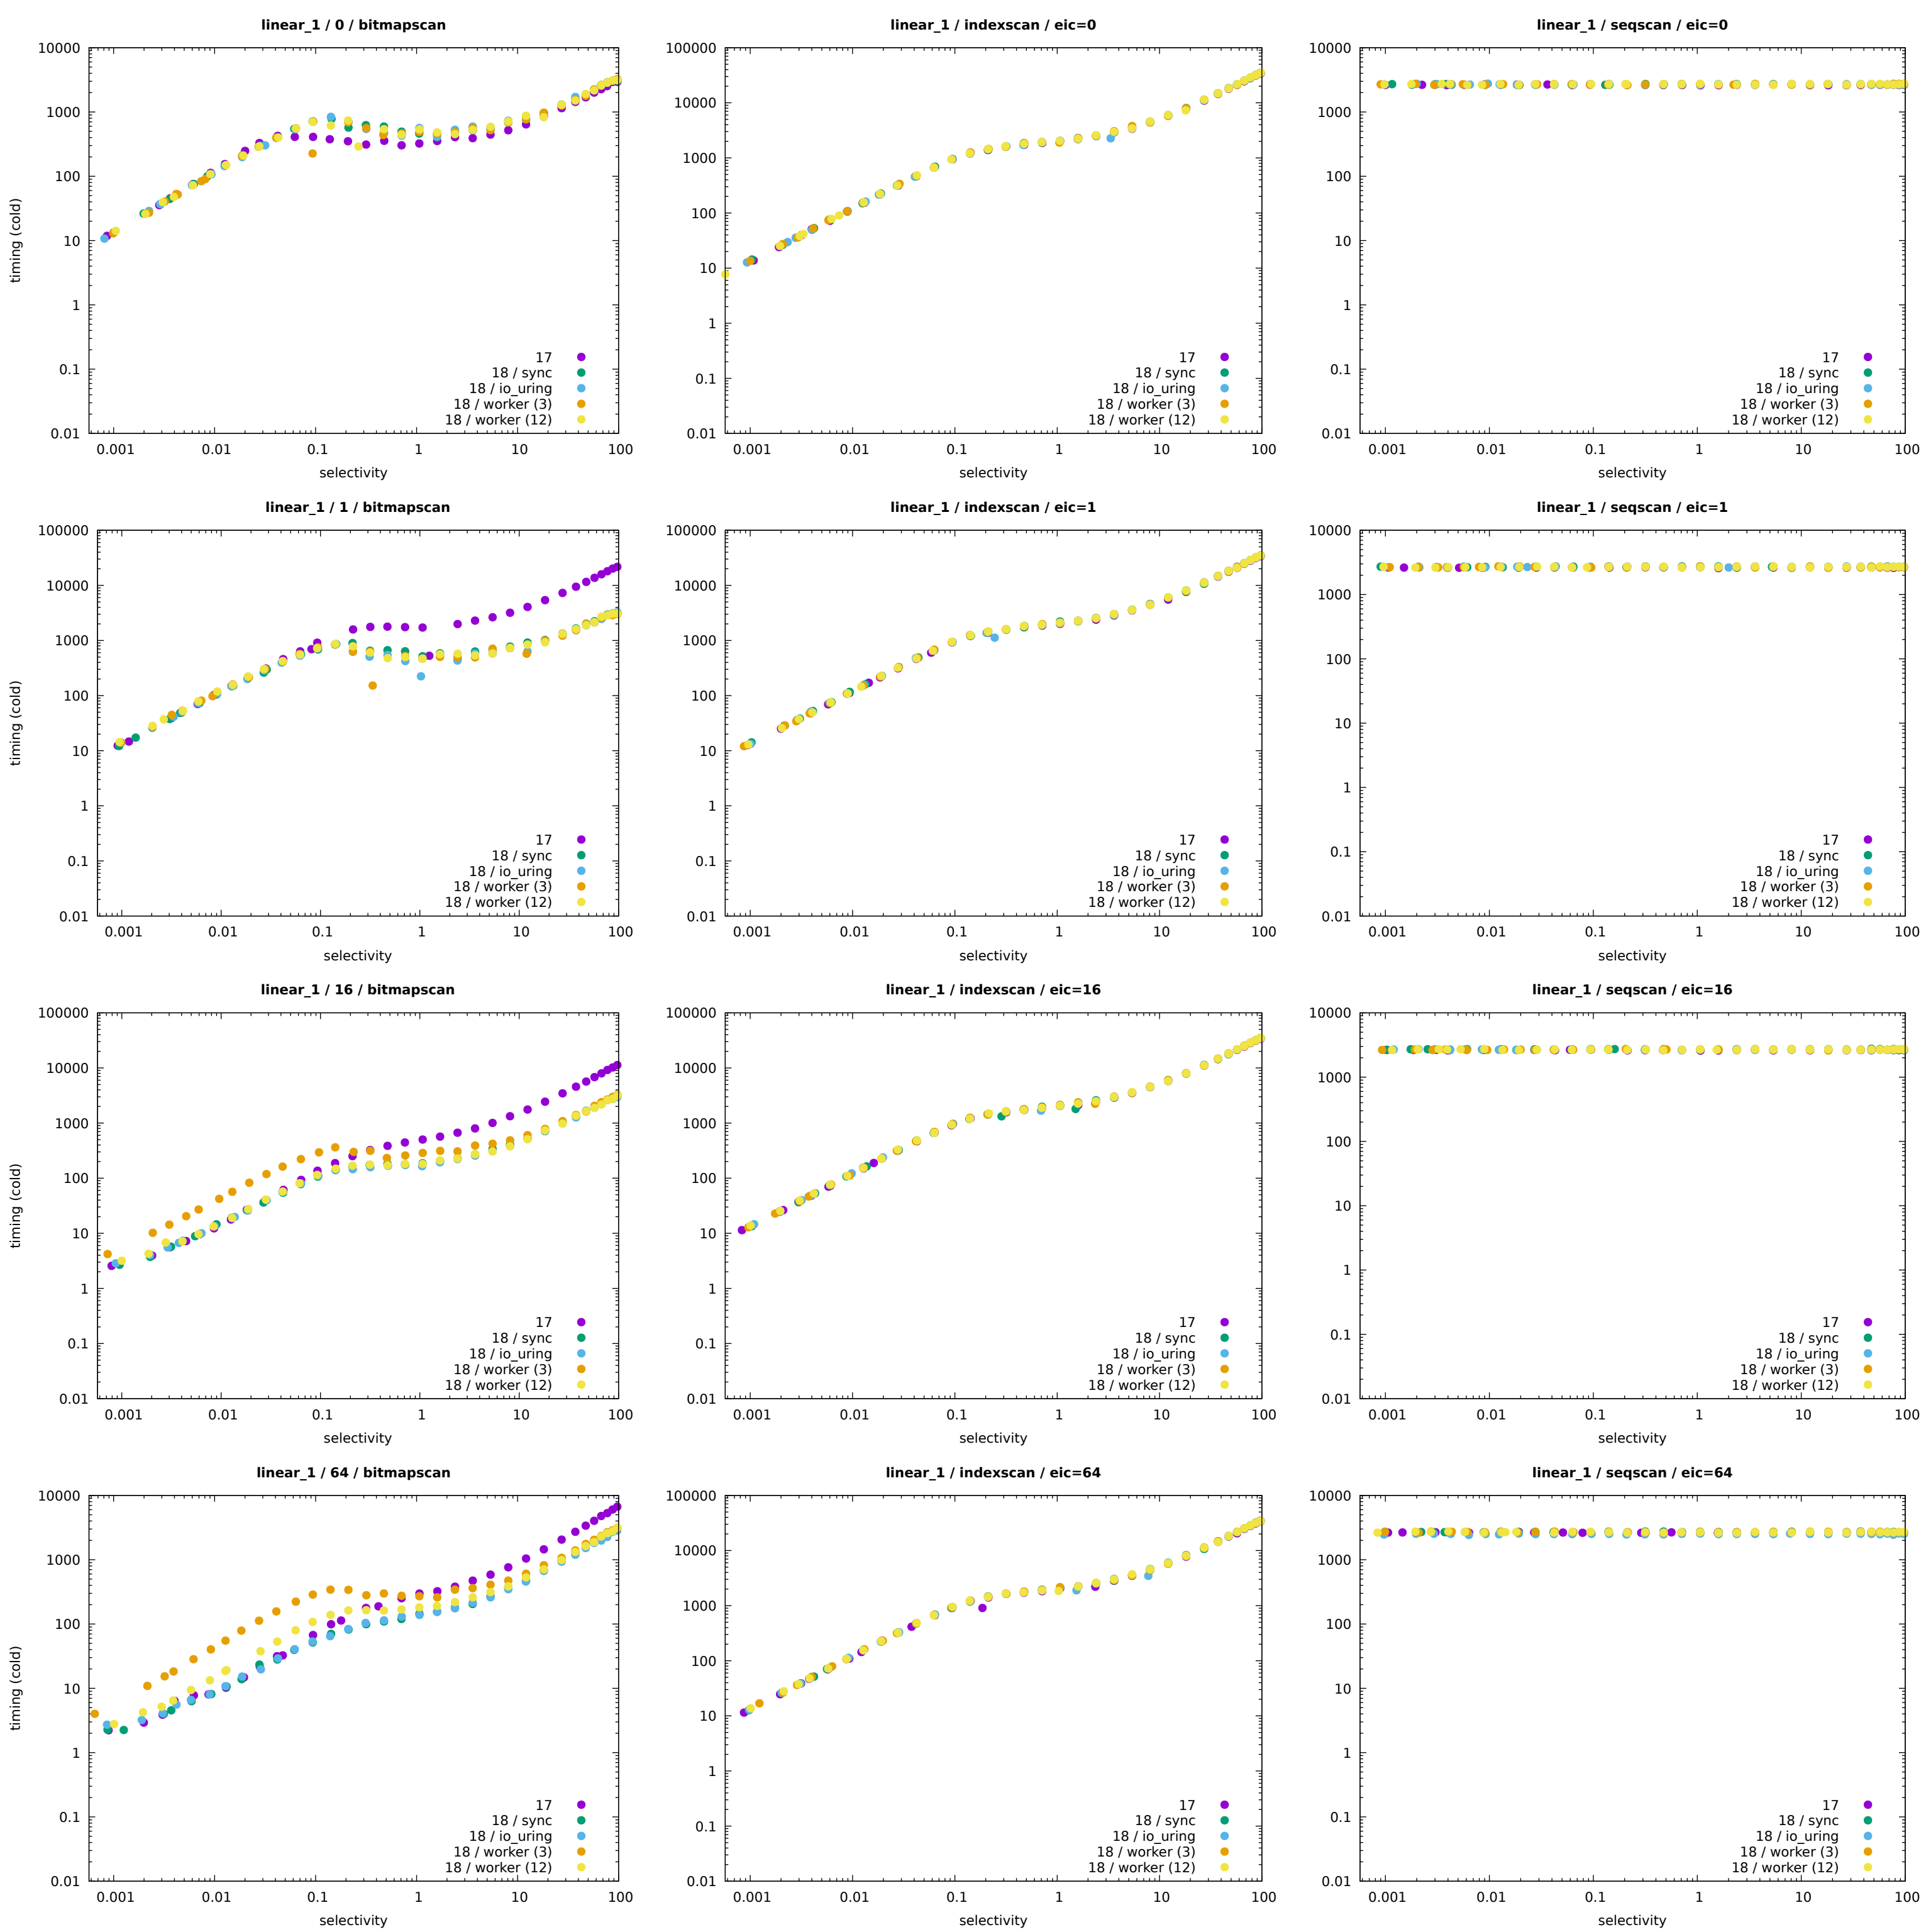 linear_1 / 0 / bitmapscan
10000
1000
100
10
1
0.1
0.01
timing (cold)
17
18 / sync
18 / io_uring
18 / worker (3)
18 / worker (12)
0.001 0.01 0.1 1 10 100
selectivity
linear_1 / indexscan / eic=0
100000
10000
1000
100
10
1
0.1
0.01
17
18 / sync
18 / io_uring
18 / worker (3)
18 / worker (12)
0.001 0.01 0.1 1 10 100
selectivity
linear_1 / seqscan / eic=0
10000
1000
100
10
1
0.1
0.01
17
18 / sync
18 / io_uring
18 / worker (3)
18 / worker (12)
0.001 0.01 0.1 1 10 100
selectivity
linear_1 / 1 / bitmapscan
100000
10000
1000
100
10
1
0.1
0.01
timing (cold)
17
18 / sync
18 / io_uring
18 / worker (3)
18 / worker (12)
0.001 0.01 0.1 1 10 100
selectivity
linear_1 / indexscan / eic=1
100000
10000
1000
100
10
1
0.1
0.01
17
18 / sync
18 / io_uring
18 / worker (3)
18 / worker (12)
0.001 0.01 0.1 1 10 100
selectivity
linear_1 / seqscan / eic=1
10000
1000
100
10
1
0.1
0.01
17
18 / sync
18 / io_uring
18 / worker (3)
18 / worker (12)
0.001 0.01 0.1 1 10 100
selectivity
linear_1 / 16 / bitmapscan
100000
10000
1000
100
10
1
0.1
0.01
timing (cold)
17
18 / sync
18 / io_uring
18 / worker (3)
18 / worker (12)
0.001 0.01 0.1 1 10 100
selectivity
linear_1 / indexscan / eic=16
100000
10000
1000
100
10
1
0.1
0.01
17
18 / sync
18 / io_uring
18 / worker (3)
18 / worker (12)
0.001 0.01 0.1 1 10 100
selectivity
linear_1 / seqscan / eic=16
10000
1000
100
10
1
0.1
0.01
17
18 / sync
18 / io_uring
18 / worker (3)
18 / worker (12)
0.001 0.01 0.1 1 10 100
selectivity
linear_1 / 64 / bitmapscan
10000
1000
100
10
1
0.1
0.01
timing (cold)
17
18 / sync
18 / io_uring
18 / worker (3)
18 / worker (12)
0.001 0.01 0.1 1 10 100
selectivity
linear_1 / indexscan / eic=64
100000
10000
1000
100
10
1
0.1
0.01
17
18 / sync
18 / io_uring
18 / worker (3)
18 / worker (12)
0.001 0.01 0.1 1 10 100
selectivity
linear_1 / seqscan / eic=64
10000
1000
100
10
1
0.1
0.01
17
18 / sync
18 / io_uring
18 / worker (3)
18 / worker (12)
0.001 0.01 0.1 1 10 100
selectivity